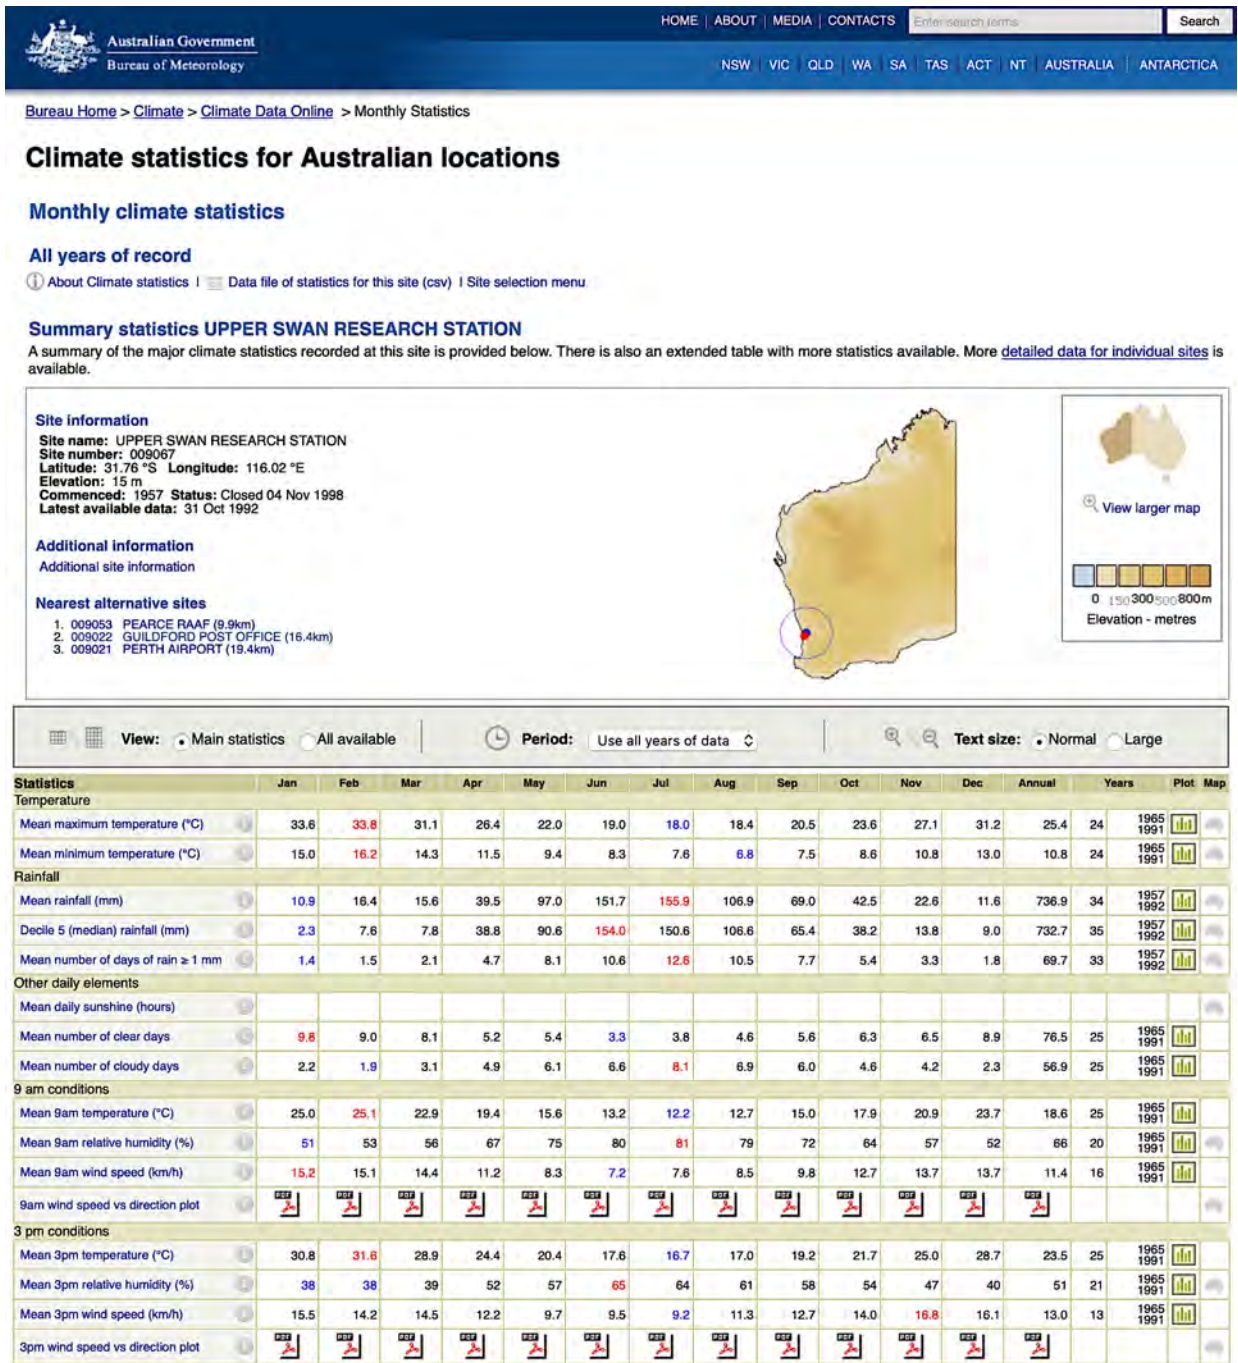 HOME | ABOUT | MEDIA | CONTACTS Enter search terms Search
Australian Government
Bureau of Meteorology
NSW VIC QLD WA SA TAS ACT NT AUSTRALIA ANTARCTICA
Bureau Home > Climate > Climate Data Online > Monthly Statistics
Climate statistics for Australian locations
Monthly climate statistics
All years of record
About Climate statistics | Data file of statistics for this site (csv) | Site selection menu
Summary statistics UPPER SWAN RESEARCH STATION
A summary of the major climate statistics recorded at this site is provided below. There is also an extended table with more statistics available. More detailed data for individual sites is
available.
Site information
Site name: UPPER SWAN RESEARCH STATION
Site number: 009067
Latitude: 31.76 °S Longitude: 116.02 °E
Elevation: 15 m
Commenced: 1957 Status: Closed 04 Nov 1998
Latest available data: 31 Oct 1992
Additional information
Additional site information
Nearest alternative sites
1. 009053 PEARCE RAAF (9.9km)
2. 009022 GUILDFORD POST OFFICE (16.4km)
3. 009021 PERTH AIRPORT (19.4km)
View larger map
0 150 300 500 800m
Elevation - metres
View: Main statistics All available Period: Use all years of data Text size: Normal Large
Statistics Jan Feb Mar Apr May Jun Jul Aug Sep Oct Nov Dec Annual Years Plot Map
Temperature
Mean maximum temperature (°C) 33.6 33.8 31.1 26.4 22.0 19.0 18.0 18.4 20.5 23.6 27.1 31.2 25.4 24 1965 1991
Mean minimum temperature (°C) 15.0 16.2 14.3 11.5 9.4 8.3 7.6 6.8 7.5 8.6 10.8 13.0 10.8 24 1965 1991
Rainfall
Mean rainfall (mm) 10.9 16.4 15.6 39.5 97.0 151.7 155.9 106.9 69.0 42.5 22.6 11.6 736.9 34 1957 1992
Decile 5 (median) rainfall (mm) 2.3 7.6 7.8 38.8 90.6 154.0 150.6 106.6 65.4 38.2 13.8 9.0 732.7 35 1957 1992
Mean number of days of rain ≥ 1 mm 1.4 1.5 2.1 4.7 8.1 10.6 12.6 10.5 7.7 5.4 3.3 1.8 69.7 33 1957 1992
Other daily elements
Mean daily sunshine (hours)
Mean number of clear days 9.8 9.0 8.1 5.2 5.4 3.3 3.8 4.6 5.6 6.3 6.5 8.9 76.5 25 1965 1991
Mean number of cloudy days 2.2 1.9 3.1 4.9 6.1 6.6 8.1 6.9 6.0 4.6 4.2 2.3 56.9 25 1965 1991
9 am conditions
Mean 9am temperature (°C) 25.0 25.1 22.9 19.4 15.6 13.2 12.2 12.7 15.0 17.9 20.9 23.7 18.6 25 1965 1991
Mean 9am relative humidity (%) 51 53 56 67 75 80 81 79 72 64 57 52 66 20 1965 1991
Mean 9am wind speed (km/h) 15.2 15.1 14.4 11.2 8.3 7.2 7.6 8.5 9.8 12.7 13.7 13.7 11.4 16 1965 1991
9am wind speed vs direction plot PDF PDF PDF PDF PDF PDF PDF PDF PDF PDF PDF PDF PDF
3 pm conditions
Mean 3pm temperature (°C) 30.8 31.6 28.9 24.4 20.4 17.6 16.7 17.0 19.2 21.7 25.0 28.7 23.5 25 1965 1991
Mean 3pm relative humidity (%) 38 38 39 52 57 65 64 61 58 54 47 40 51 21 1965 1991
Mean 3pm wind speed (km/h) 15.5 14.2 14.5 12.2 9.7 9.5 9.2 11.3 12.7 14.0 16.8 16.1 13.0 13 1965 1991
3pm wind speed vs direction plot PDF PDF PDF PDF PDF PDF PDF PDF PDF PDF PDF PDF PDF